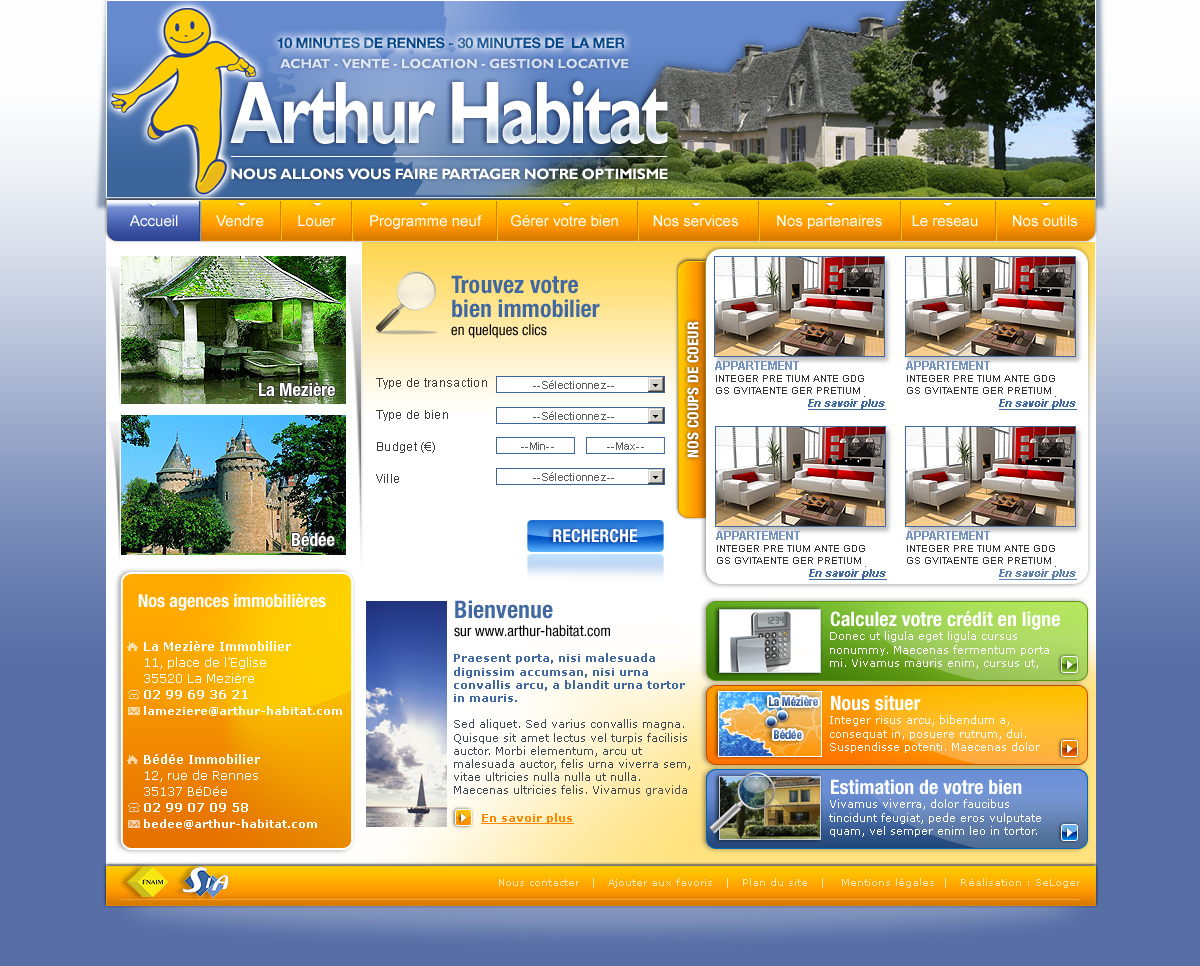 10 MINUTES DE RENNES - 30 MINUTES DE LA MER
ACHAT - VENTE - LOCATION - GESTION LOCATIVE
Arthur Habitat
NOUS ALLONS VOUS FAIRE PARTAGER NOTRE OPTIMISME
Accueil
Vendre
Louer
Programme neuf
Gérer votre bien
Nos services
Nos partenaires
Le reseau
Nos outils
La Mezière
Bédée
Nos agences immobilières
La Mezière Immobilier
11, place de l'Eglise
35520 La Mezière
02 99 69 36 21
lameziere@arthur-habitat.com
Bédée Immobilier
12, rue de Rennes
35137 BéDée
02 99 07 09 58
bedee@arthur-habitat.com
Trouvez votre
bien immobilier
en quelques clics
Type de transaction
--Sélectionnez--
Type de bien
--Sélectionnez--
Budget (€)
--Min--
--Max--
Ville
--Sélectionnez--
RECHERCHE
NOS COUPS DE COEUR
APPARTEMENT
INTEGER PRE TIUM ANTE GDG
GS GVITAENTE GER PRETIUM .
En savoir plus
APPARTEMENT
INTEGER PRE TIUM ANTE GDG
GS GVITAENTE GER PRETIUM .
En savoir plus
APPARTEMENT
INTEGER PRE TIUM ANTE GDG
GS GVITAENTE GER PRETIUM .
En savoir plus
APPARTEMENT
INTEGER PRE TIUM ANTE GDG
GS GVITAENTE GER PRETIUM .
En savoir plus
Bienvenue
sur www.arthur-habitat.com
Praesent porta, nisi malesuada
dignissim accumsan, nisi urna
convallis arcu, a blandit urna tortor
in mauris.
Sed aliquet. Sed varius convallis magna.
Quisque sit amet lectus vel turpis facilisis
auctor. Morbi elementum, arcu ut
malesuada auctor, felis urna viverra sem,
vitae ultricies nulla nulla ut nulla.
Maecenas ultricies felis. Vivamus gravida
En savoir plus
Calculez votre crédit en ligne
Donec ut ligula eget ligula cursus
nonummy. Maecenas fermentum porta
mi. Vivamus mauris enim, cursus ut,
1234
La Mézière
Bédée
Nous situer
Integer risus arcu, bibendum a,
consequat in, posuere rutrum, dui.
Suspendisse potenti. Maecenas dolor
Estimation de votre bien
Vivamus viverra, dolor faucibus
tincidunt feugiat, pede eros vulputate
quam, vel semper enim leo in tortor.
FNAIM
SIA
Nous contacter | Ajouter aux favoris | Plan du site | Mentions légales | Réalisation : SeLoger